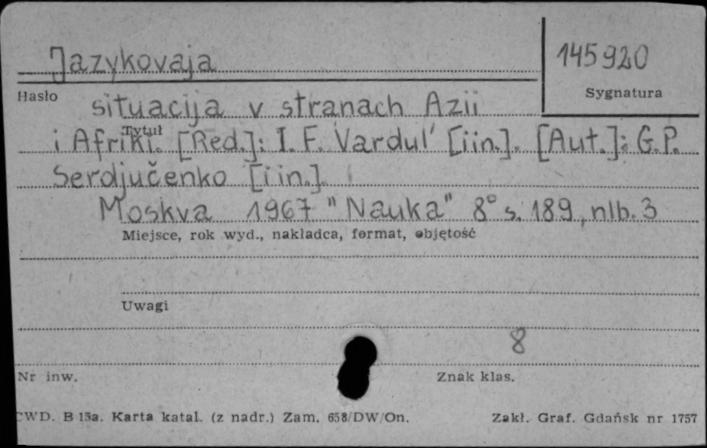 Jazykovaja
145920
Hasło
Sygnatura
situacija v stranach Azii
Tytuł
i Afriki. [Red.]: I. F. Vardul' [i in.]. [Aut.]: G.P.
Serdjučenko [i in.].
Moskva 1967 "Nauka" 8° s. 189, nlb. 3
Miejsce, rok wyd., nakładca, format, objętość
Uwagi
8
Nr inw.
Znak klas.
CWD. B 15a. Karta katal. (z nadr.) Zam. 658/DW/On.
Zakł. Graf. Gdańsk nr 1757